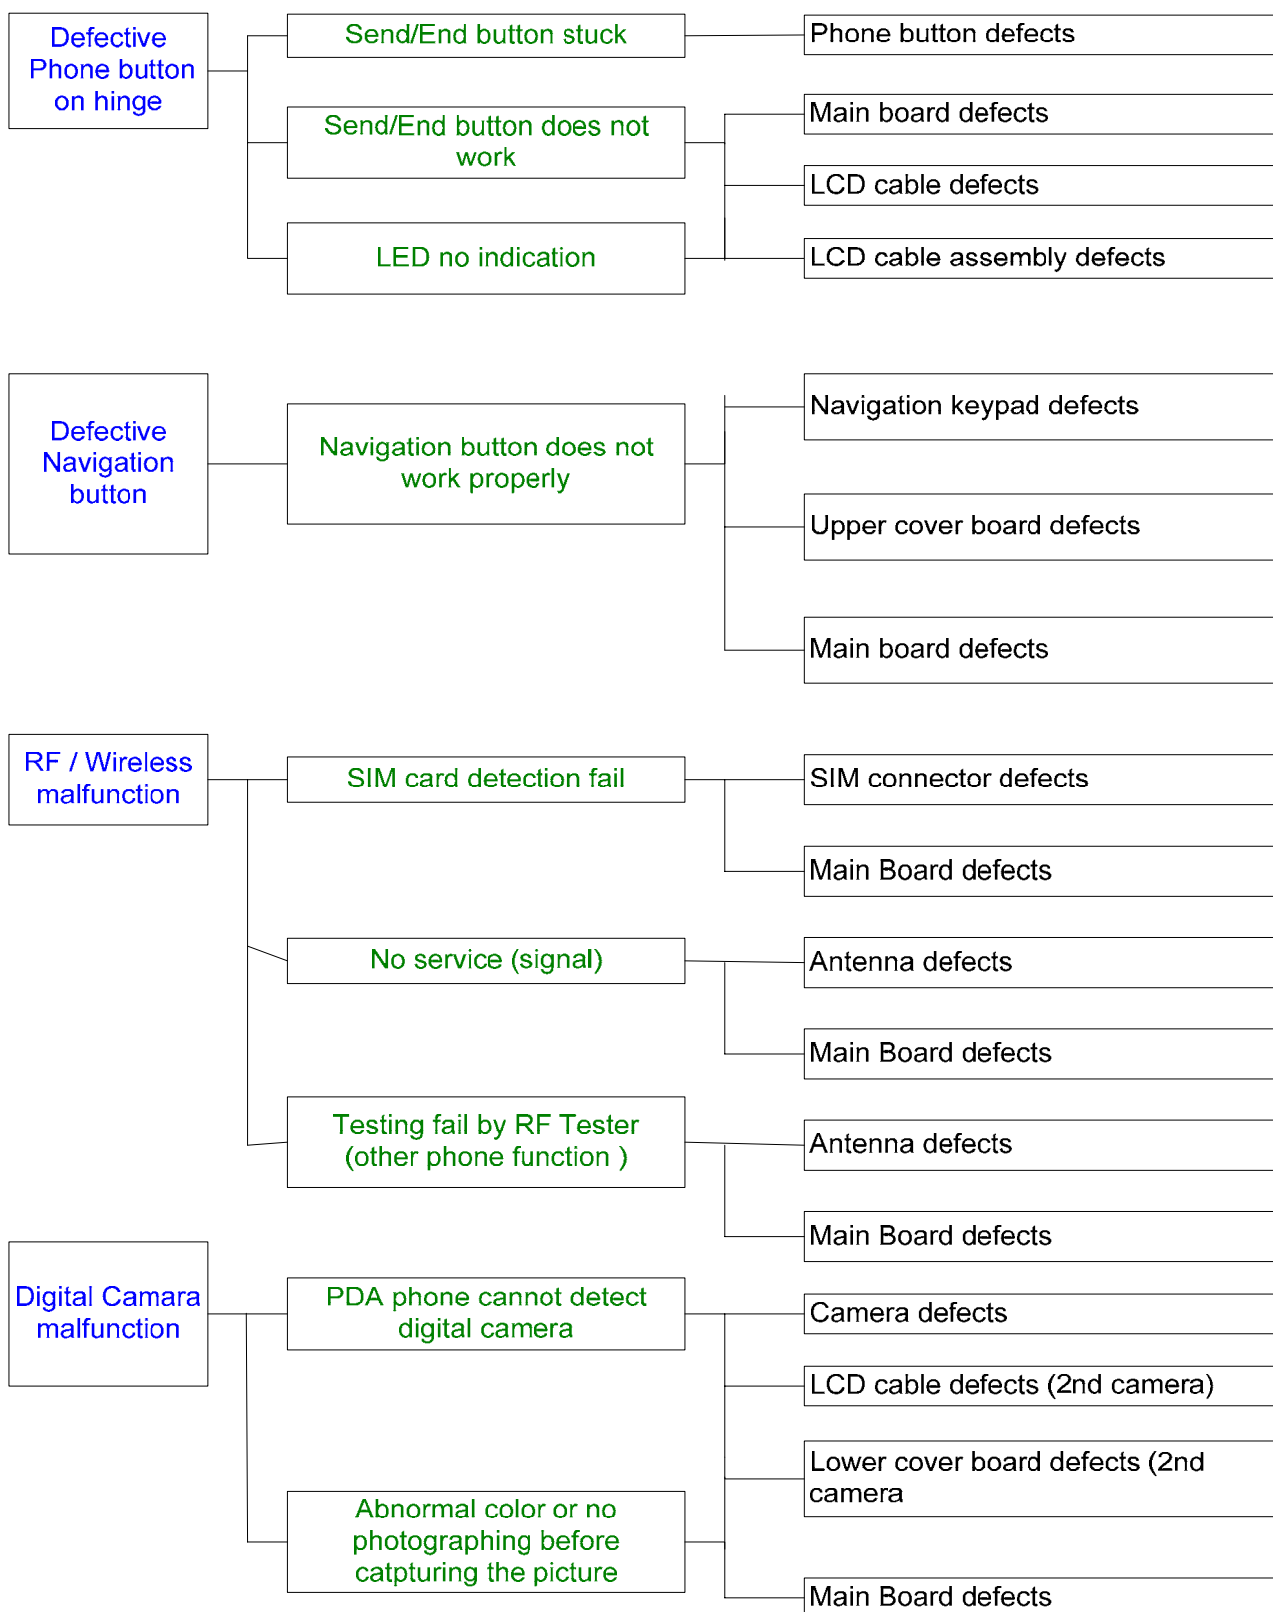 Defective
Phone button
on hinge
Send/End button stuck
Phone button defects
Send/End button does not
work
Main board defects
LCD cable defects
LED no indication
LCD cable assembly defects
Defective
Navigation
button
Navigation button does not
work properly
Navigation keypad defects
Upper cover board defects
Main board defects
RF / Wireless
malfunction
SIM card detection fail
SIM connector defects
Main Board defects
No service (signal)
Antenna defects
Main Board defects
Testing fail by RF Tester
(other phone function )
Antenna defects
Main Board defects
Digital Camara
malfunction
PDA phone cannot detect
digital camera
Camera defects
LCD cable defects (2nd camera)
Lower cover board defects (2nd
camera
Abnormal color or no
photographing before
catpturing the picture
Main Board defects